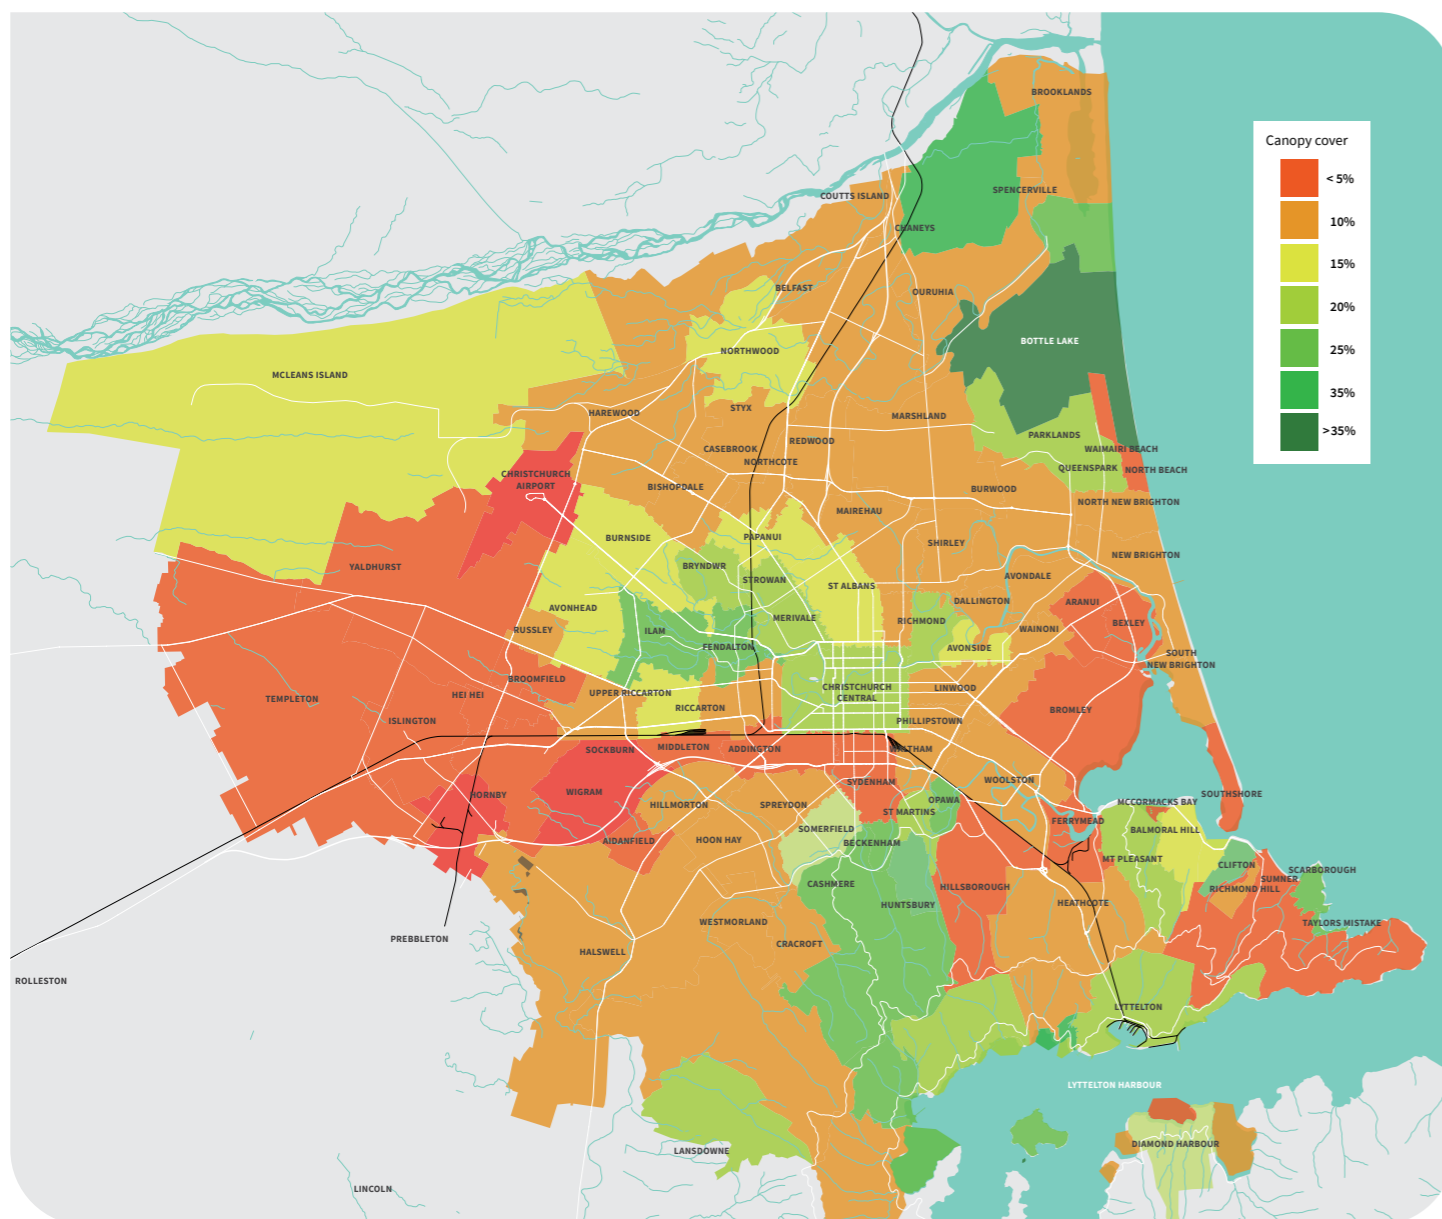 BROOKLANDS
Canopy cover
< 5%
10%
15%
20%
25%
35%
>35%
SPENCERVILLE
COUTTS ISLAND
CHANEYS
BELFAST
OURUHIA
BOTTLE LAKE
NORTHWOOD
MCLEANS ISLAND
HAREWOOD
STYX
MARSHLAND
PARKLANDS
REDWOOD
CASEBROOK
WAIMAIRI BEACH
NORTHCOTE
QUEENSPARK
NORTH BEACH
CHRISTCHURCH
AIRPORT
BISHOPDALE
BURWOOD
NORTH NEW BRIGHTON
MAIREHAU
BURNSIDE
PAPANUI
SHIRLEY
NEW BRIGHTON
YALDHURST
BRYNDWR
STROWAN
ST ALBANS
AVONDALE
AVONHEAD
DALLINGTON
ARANUI
MERIVALE
RICHMOND
BEXLEY
RUSSLEY
ILAM
WAINONI
FENDALTON
AVONSIDE
SOUTH
NEW BRIGHTON
BROOMFIELD
CHRISTCHURCH
CENTRAL
LINWOOD
HEI HEI
UPPER RICCARTON
TEMPLETON
RICCARTON
BROMLEY
ISLINGTON
PHILLIPSTOWN
SOCKBURN
MIDDLETON
ADDINGTON
WALTHAM
WOOLSTON
SYDENHAM
HORNBY
WIGRAM
SOUTHSHORE
OPAWA
MCCORMACKS BAY
HILLMORTON
SPREYDON
ST MARTINS
FERRYMEAD
SOMERFIELD
BALMORAL HILL
AIDANFIELD
HOON HAY
BECKENHAM
MT PLEASANT
CLIFTON
SCARBOROUGH
SUMNER
CASHMERE
HILLSBOROUGH
RICHMOND HILL
HUNTSBURY
HEATHCOTE
WESTMORLAND
TAYLORS MISTAKE
PREBBLETON
CRACROFT
HALSWELL
ROLLESTON
LYTTELTON
LYTTELTON HARBOUR
DIAMOND HARBOUR
LANSDOWNE
LINCOLN